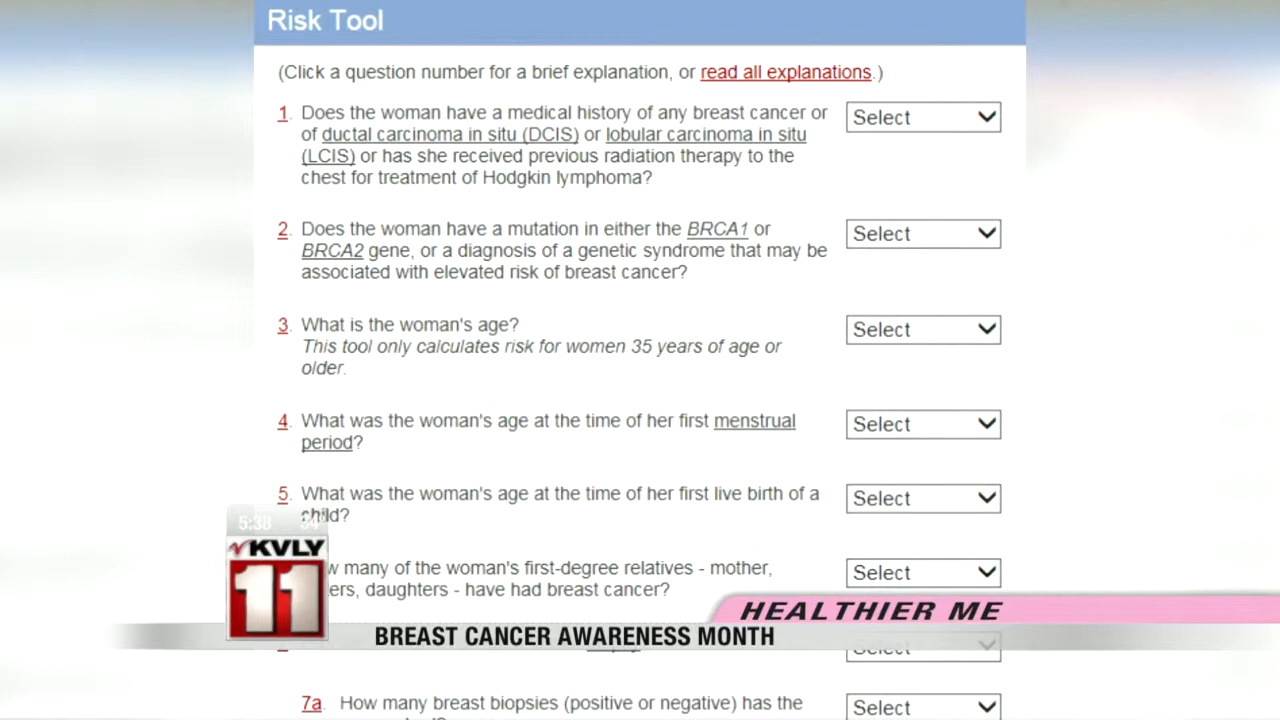 Risk Tool
(Click a question number for a brief explanation, or read all explanations.)
1. Does the woman have a medical history of any breast cancer or
of ductal carcinoma in situ (DCIS) or lobular carcinoma in situ
(LCIS) or has she received previous radiation therapy to the
chest for treatment of Hodgkin lymphoma?
Select
2. Does the woman have a mutation in either the BRCA1 or
BRCA2 gene, or a diagnosis of a genetic syndrome that may be
associated with elevated risk of breast cancer?
Select
3. What is the woman's age?
This tool only calculates risk for women 35 years of age or
older.
Select
4. What was the woman's age at the time of her first menstrual
period?
Select
5. What was the woman's age at the time of her first live birth of a
child?
Select
many of the woman's first-degree relatives - mother,
daughters - have had breast cancer?
Select
5:38 34°
KVLY
11
HEALTHIER ME
BREAST CANCER AWARENESS MONTH
Select
7a. How many breast biopsies (positive or negative) has the
Select